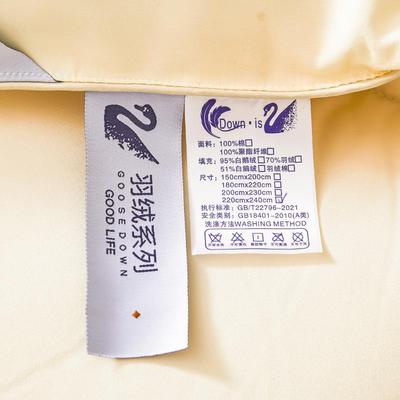 羽绒系列
GOOSE DOWN
GOOD LIFE
Down·is
面料：100%棉□
100%聚酯纤维□
填充：95%白鹅绒□70%羽绒□
51%白鹅绒□羽绒棉□
尺寸：150cmx200cm□
180cmx220cm□
200cmx230cm□
220cmx240cm☑
执行标准：GB/T22796-2021
安全类别：GB18401-2010(A类)
洗涤方法WASHING METHOD